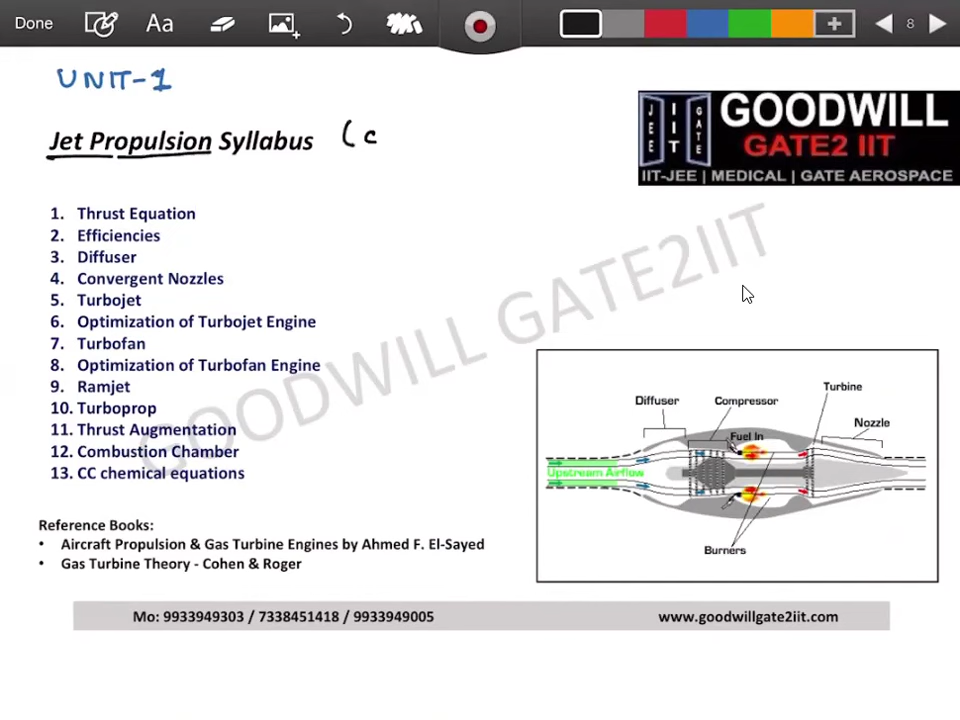 Done Aa 8
UNIT-1
Jet Propulsion Syllabus (c
JEE IIT GATE GOODWILL
GATE2 IIT
IIT-JEE | MEDICAL | GATE AEROSPACE
1. Thrust Equation
2. Efficiencies
3. Diffuser
4. Convergent Nozzles
5. Turbojet
6. Optimization of Turbojet Engine
7. Turbofan
8. Optimization of Turbofan Engine
9. Ramjet
10. Turboprop
11. Thrust Augmentation
12. Combustion Chamber
13. CC chemical equations
GOODWILL GATE2IIT
Turbine
Diffuser Compressor
Nozzle
Fuel In
Upstream Airflow
Burners
Reference Books:
• Aircraft Propulsion & Gas Turbine Engines by Ahmed F. El-Sayed
• Gas Turbine Theory - Cohen & Roger
Mo: 9933949303 / 7338451418 / 9933949005 www.goodwillgate2iit.com